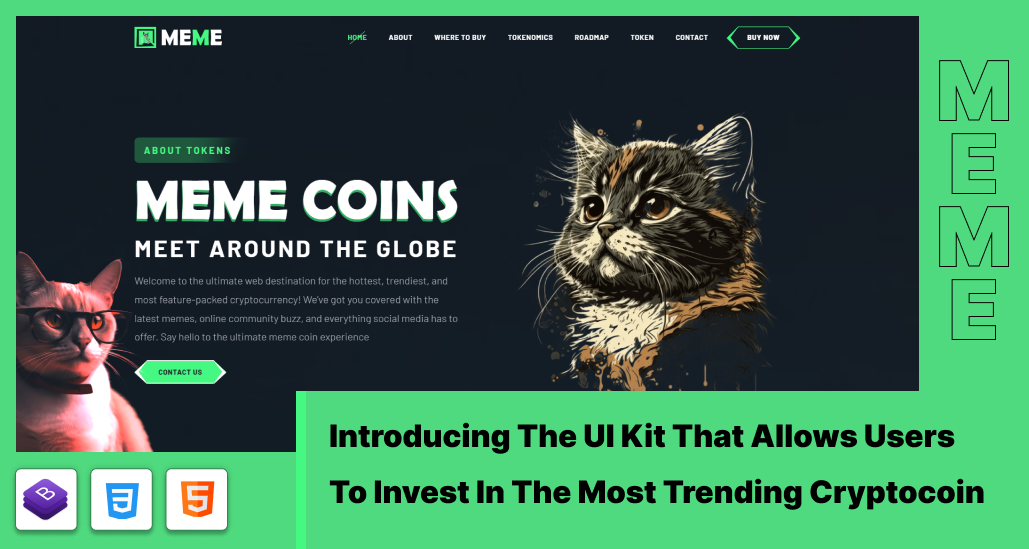 MEME
HOME ABOUT WHERE TO BUY TOKENOMICS ROADMAP TOKEN CONTACT BUY NOW
ABOUT TOKENS
MEME COINS
MEET AROUND THE GLOBE
Welcome to the ultimate web destination for the hottest, trendiest, and
most feature-packed cryptocurrency! We've got you covered with the
latest memes, online community buzz, and everything social media has to
offer. Say hello to the ultimate meme coin experience
CONTACT US
MEME
Introducing The UI Kit That Allows Users
To Invest In The Most Trending Cryptocoin
B
3
5